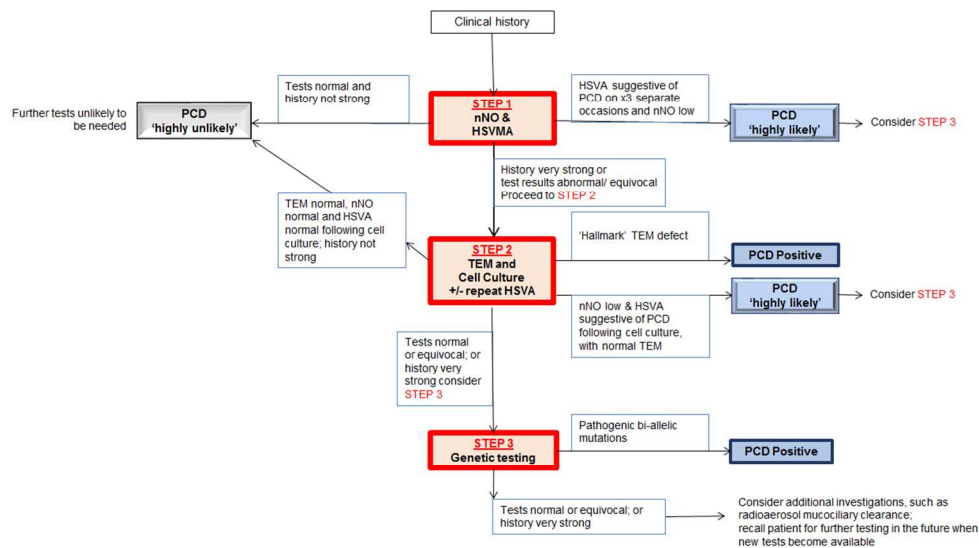 Clinical history
Tests normal and
history not strong
HSVA suggestive of
PCD on x3 separate
occasions and nNO low
Further tests unlikely to
be needed
PCD
'highly unlikely'
STEP 1
nNO &
HSVMA
PCD
'highly likely'
Consider STEP 3
History very strong or
test results abnormal/ equivocal
Proceed to STEP 2
TEM normal, nNO
normal and HSVA
normal following cell
culture; history not
strong
STEP 2
TEM and
Cell Culture
+/- repeat HSVA
'Hallmark' TEM defect
PCD Positive
PCD
'highly likely'
Consider STEP 3
nNO low & HSVA
suggestive of PCD
following cell culture,
with normal TEM
Tests normal
or equivocal; or
history very
strong consider
STEP 3
STEP 3
Genetic testing
Pathogenic bi-allelic
mutations
PCD Positive
Tests normal or equivocal; or
history very strong
Consider additional investigations, such as
radioaerosol mucociliary clearance;
recall patient for further testing in the future when
new tests become available